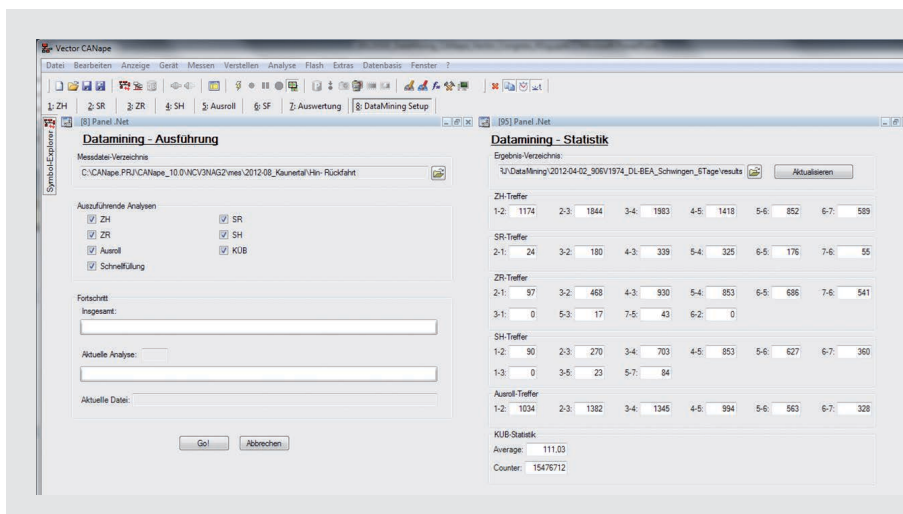 Vector CANape
Datei Bearbeiten Anzeige Gerät Messen Verstellen Analyse Flash Extras Datenbasis Fenster ?
1: ZH 2: SR 3: ZR 4: SH 5: Ausroll 6: SF 7: Auswertung 8: DataMining Setup
Symbol-Explorer
[8] Panel .Net
Datamining - Ausführung
Messdatei-Verzeichnis
C:\CANape.PRJ\CANape_10.0\NCV3NAG2\mes\2012-08_Kaunertal\Hin- Rückfahrt
Auszuführende Analysen
ZH SR
ZR SH
Ausroll KÜB
Schnellfüllung
Fortschritt
Insgesamt:
Aktuelle Analyse:
Aktuelle Datei:
Go! Abbrechen
[95] Panel .Net
Datamining - Statistik
Ergebnis-Verzeichnis:
RJ\DataMining\2012-04-02_906V1974_DL-BEA_Schwingen_6Tage\results Aktualisieren
ZH-Treffer
1-2: 1174 2-3: 1844 3-4: 1983 4-5: 1418 5-6: 852 6-7: 589
SR-Treffer
2-1: 24 3-2: 180 4-3: 339 5-4: 325 6-5: 176 7-6: 55
ZR-Treffer
2-1: 97 3-2: 468 4-3: 930 5-4: 853 6-5: 686 7-6: 541
3-1: 0 5-3: 17 7-5: 43 6-2: 0
SH-Treffer
1-2: 90 2-3: 270 3-4: 703 4-5: 853 5-6: 627 6-7: 360
1-3: 0 3-5: 23 5-7: 84
Ausroll-Treffer
1-2: 1034 2-3: 1382 3-4: 1345 4-5: 994 5-6: 563 6-7: 328
KÜB-Statistik
Average: 111,03
Counter: 15476712